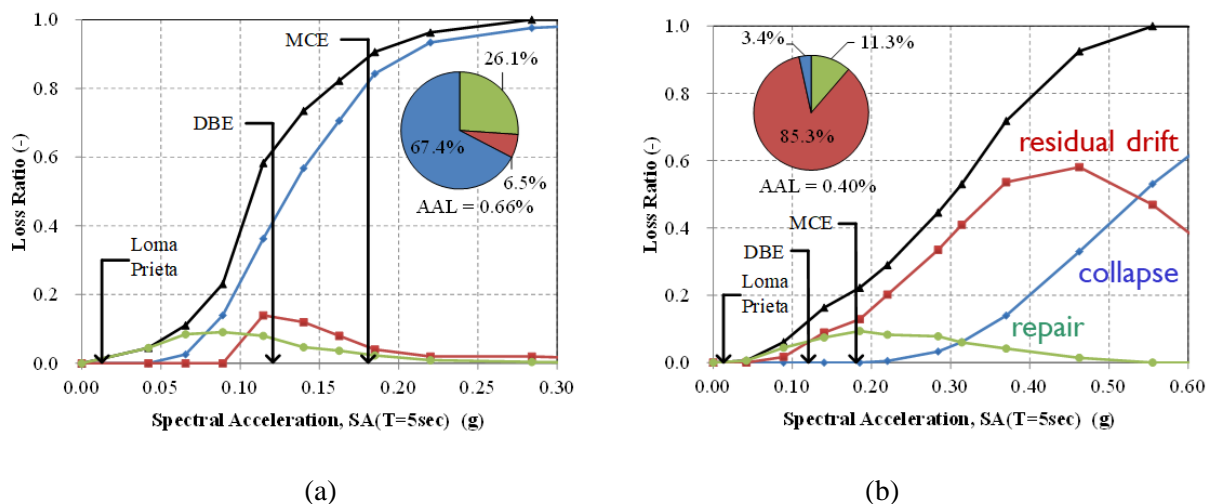 1.0
0.8
0.6
0.4
0.2
0.0
Loss Ratio (-)
MCE
DBE
Loma
Prieta
26.1%
67.4%
6.5%
AAL = 0.66%
0.00 0.05 0.10 0.15 0.20 0.25 0.30
Spectral Acceleration, SA(T=5sec) (g)
(a)
1.0
0.8
0.6
0.4
0.2
0.0
Loss Ratio (-)
3.4%
11.3%
85.3%
AAL = 0.40%
residual drift
MCE
DBE
Loma
Prieta
collapse
repair
0.00 0.10 0.20 0.30 0.40 0.50 0.60
Spectral Acceleration, SA(T=5sec) (g)
(b)